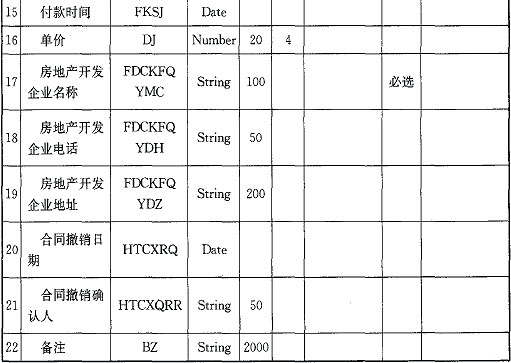 15 付款时间 FKSJ Date
16 单价 DJ Number 20 4
17 房地产开发企业名称 FDCKFQYMC String 100 必选
18 房地产开发企业电话 FDCKFQYDH String 50
19 房地产开发企业地址 FDCKFQYDZ String 200
20 合同撤销日期 HTCXRQ Date
21 合同撤销确认人 HTCXQRR String 50
22 备注 BZ String 2000